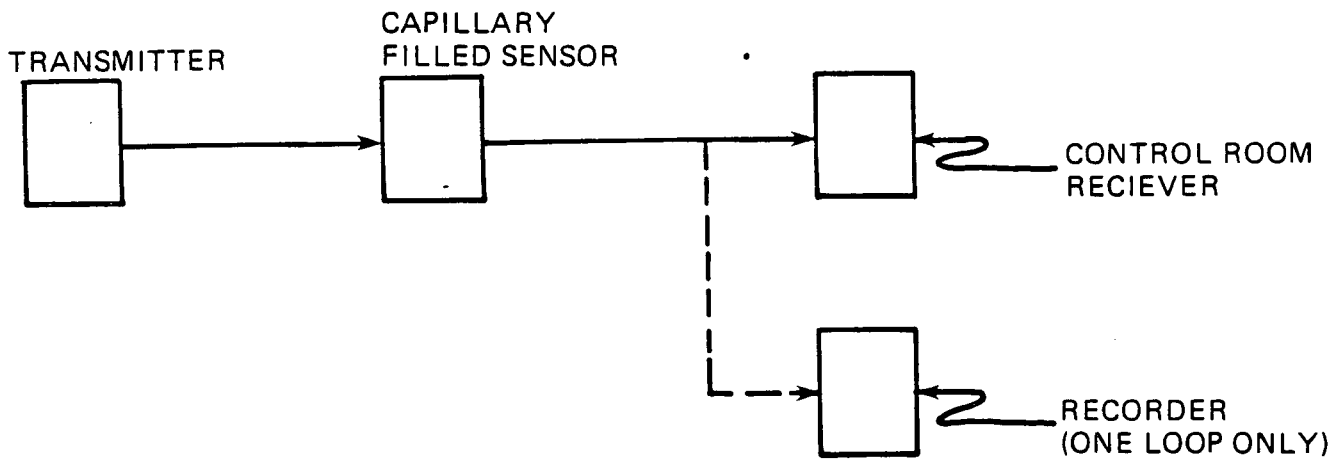 TRANSMITTER
CAPILLARY
FILLED SENSOR
CONTROL ROOM
RECIEVER
RECORDER
(ONE LOOP ONLY)